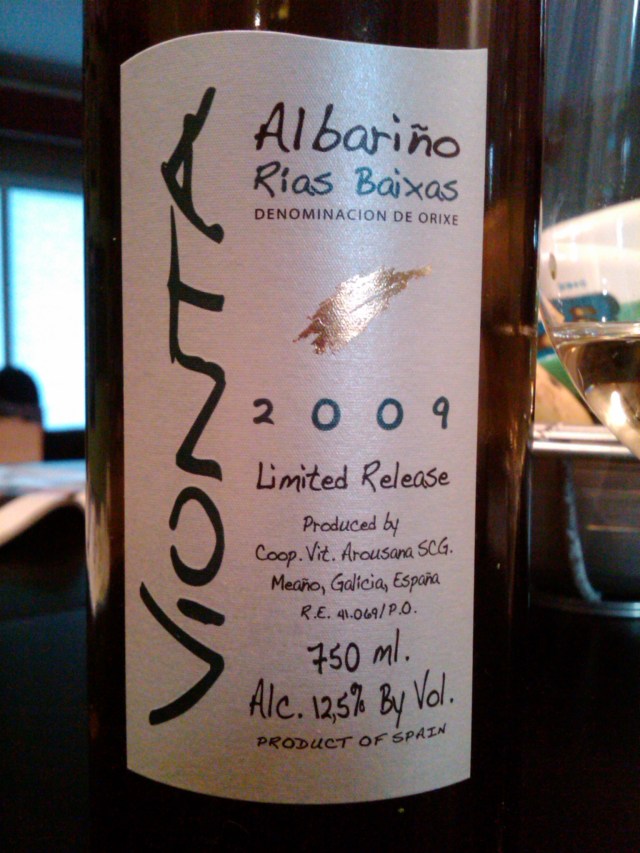 VIONTA
Albariño
Rías Baixas
DENOMINACION DE ORIXE
2009
Limited Release
Produced by
Coop. Vit. Arousana SCG.
Meaño, Galicia, España
R.E. 41.069/P.O.
750 ml.
Alc. 12,5% By Vol.
PRODUCT OF SPAIN